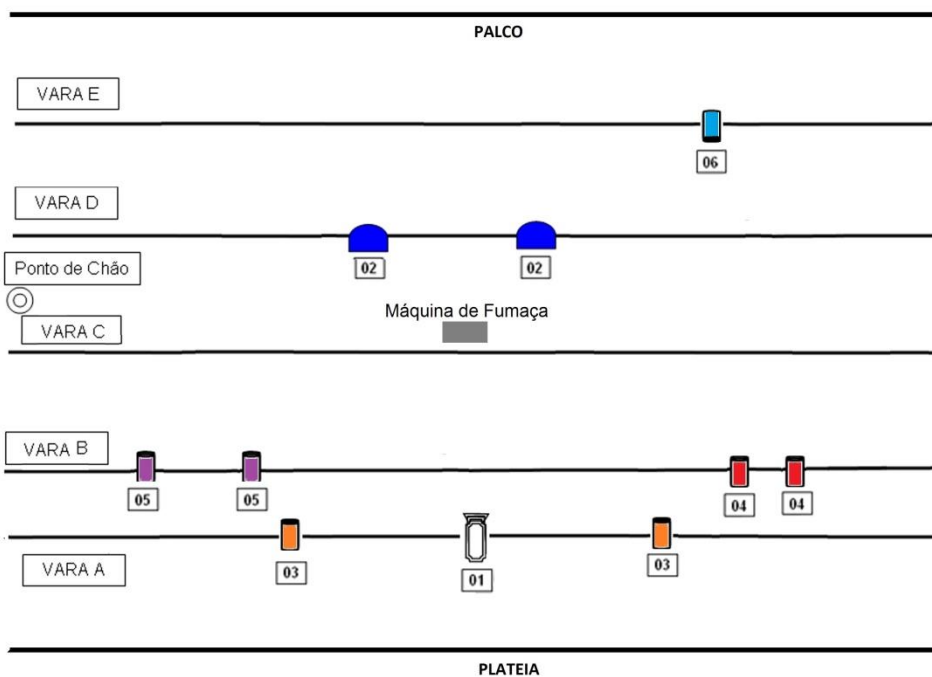 PALCO
VARA E
06
VARA D
02
02
Ponto de Chão
Máquina de Fumaça
VARA C
VARA B
05
05
04
04
03
01
03
VARA A
PLATEIA